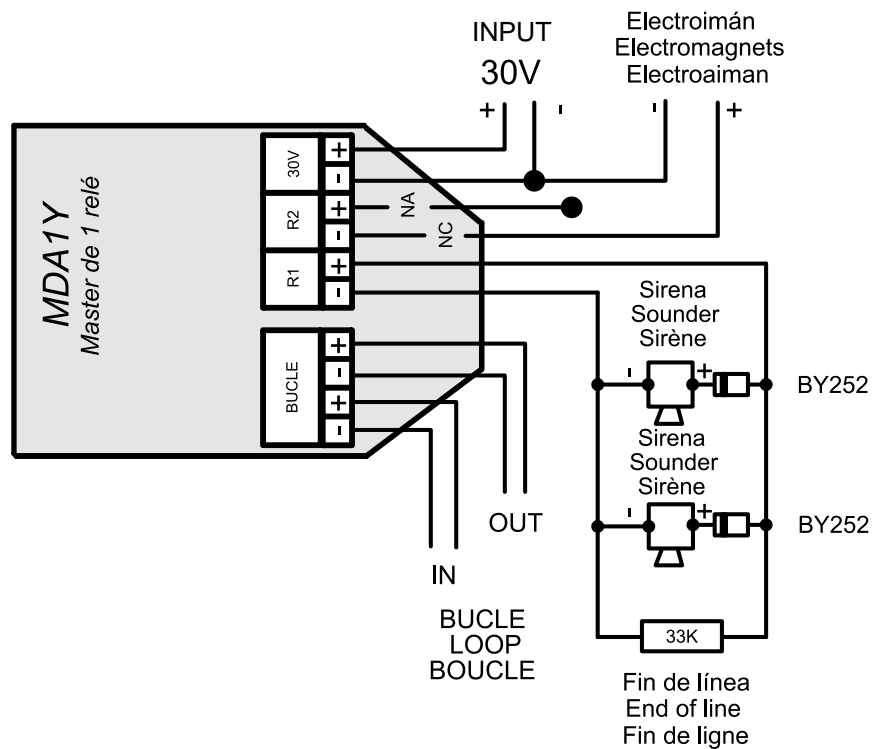 INPUT
30V
+ -
Electroimán
Electromagnets
Electroaiman
- +
MDA1Y
Master de 1 relé
30V
+
-
R2
+
-
R1
+
-
NA
NC
BUCLE
+
-
+
-
OUT
IN
BUCLE
LOOP
BOUCLE
Sirena
Sounder
Sirène
- +
BY252
Sirena
Sounder
Sirène
- +
BY252
33K
Fin de línea
End of line
Fin de ligne